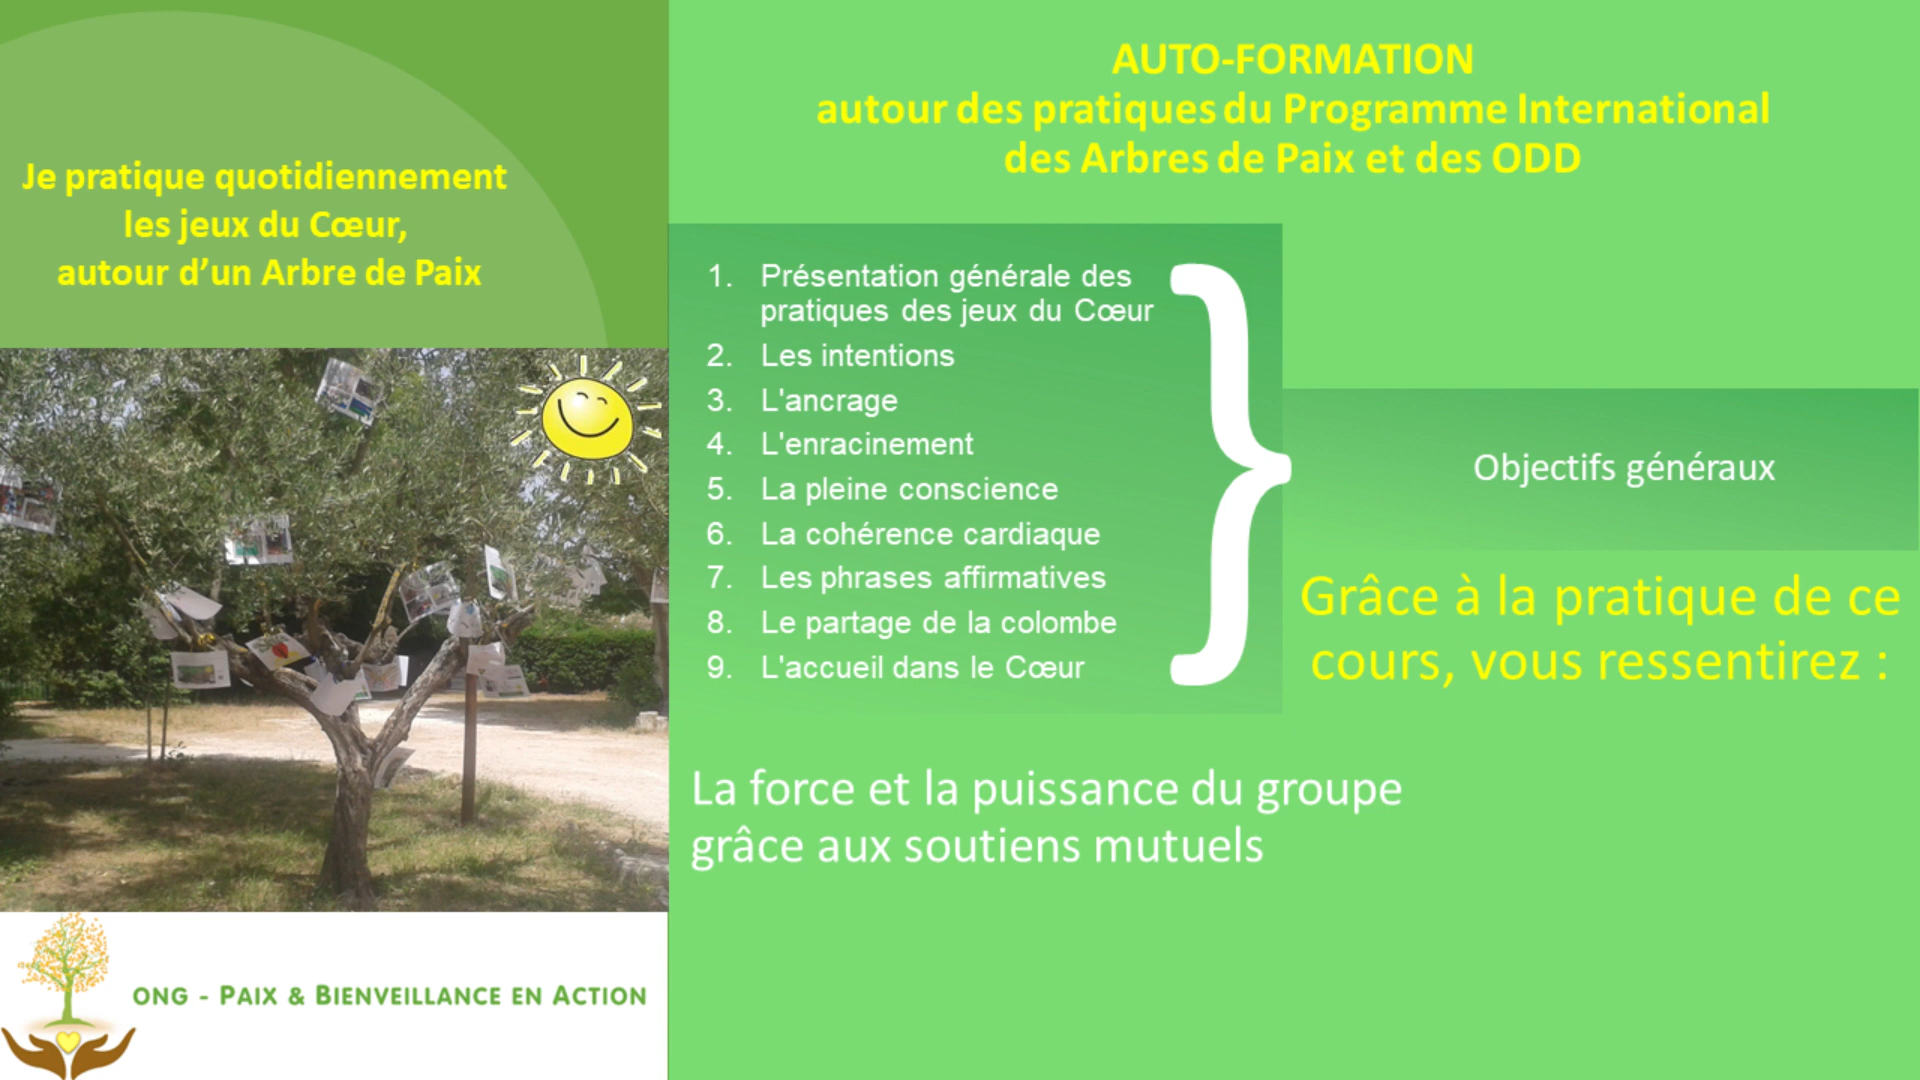 Je pratique quotidiennement
les jeux du Cœur,
autour d’un Arbre de Paix
ONG - PAIX & BIENVEILLANCE EN ACTION
AUTO-FORMATION
autour des pratiques du Programme International
des Arbres de Paix et des ODD
1. Présentation générale des
pratiques des jeux du Cœur
2. Les intentions
3. L'ancrage
4. L'enracinement
5. La pleine conscience
6. La cohérence cardiaque
7. Les phrases affirmatives
8. Le partage de la colombe
9. L'accueil dans le Cœur
Objectifs généraux
Grâce à la pratique de ce
cours, vous ressentirez :
La force et la puissance du groupe
grâce aux soutiens mutuels